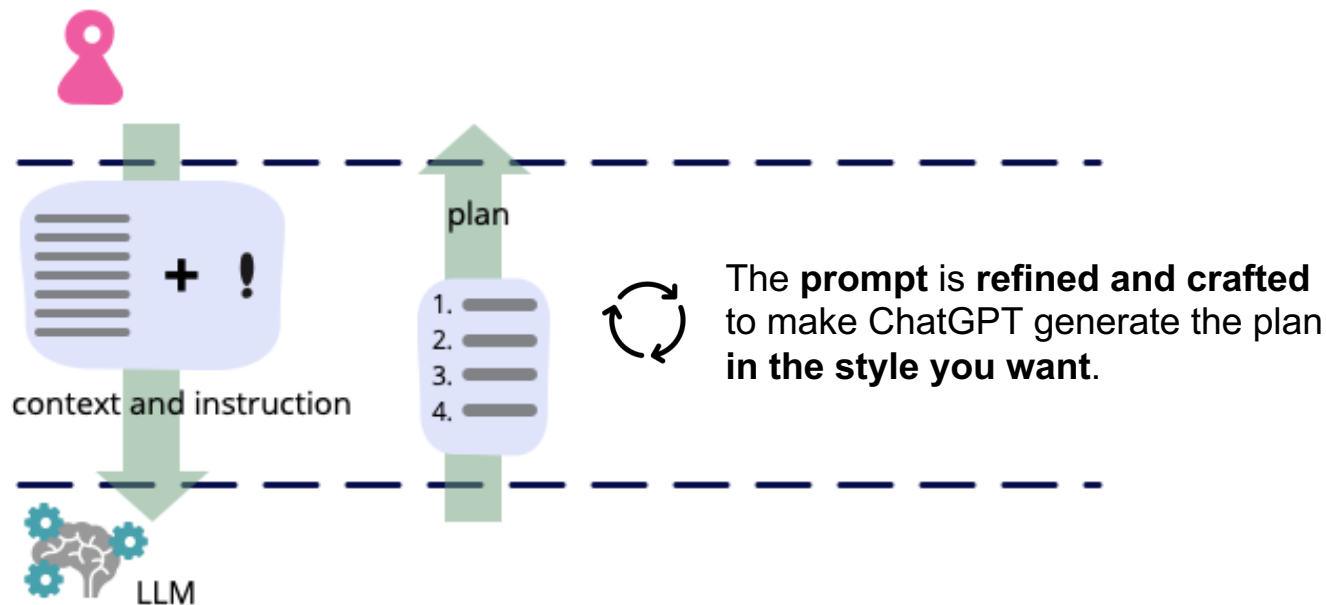 plan
+ !
1.
2.
3.
4.
The prompt is refined and crafted
to make ChatGPT generate the plan
in the style you want.
context and instruction
LLM